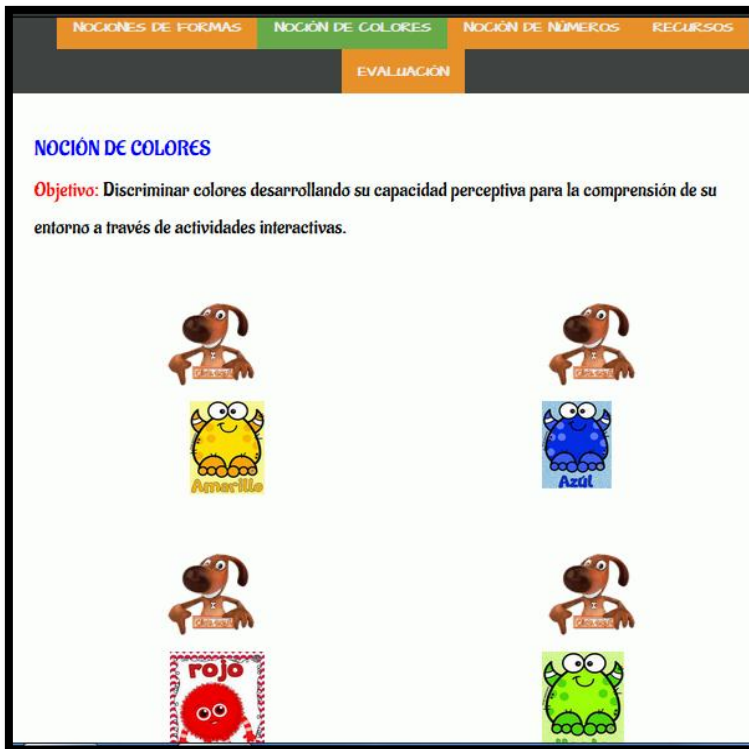 NOCIONES DE FORMAS
NOCIÓN DE COLORES
NOCIÓN DE NÚMEROS
RECURSOS
EVALUACIÓN
NOCIÓN DE COLORES
Objetivo: Discriminar colores desarrollando su capacidad perceptiva para la comprensión de su
entorno a través de actividades interactivas.
Amarillo
Azúl
rojo